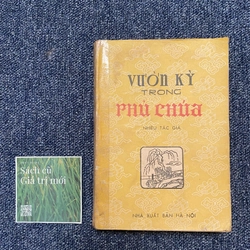 VƯỜN KỲ
TRONG
PHỦ CHÚA
NHIỀU TÁC GIẢ
NHÀ XUẤT BẢN HÀ NỘI
Sách cũ
Giá trị mới